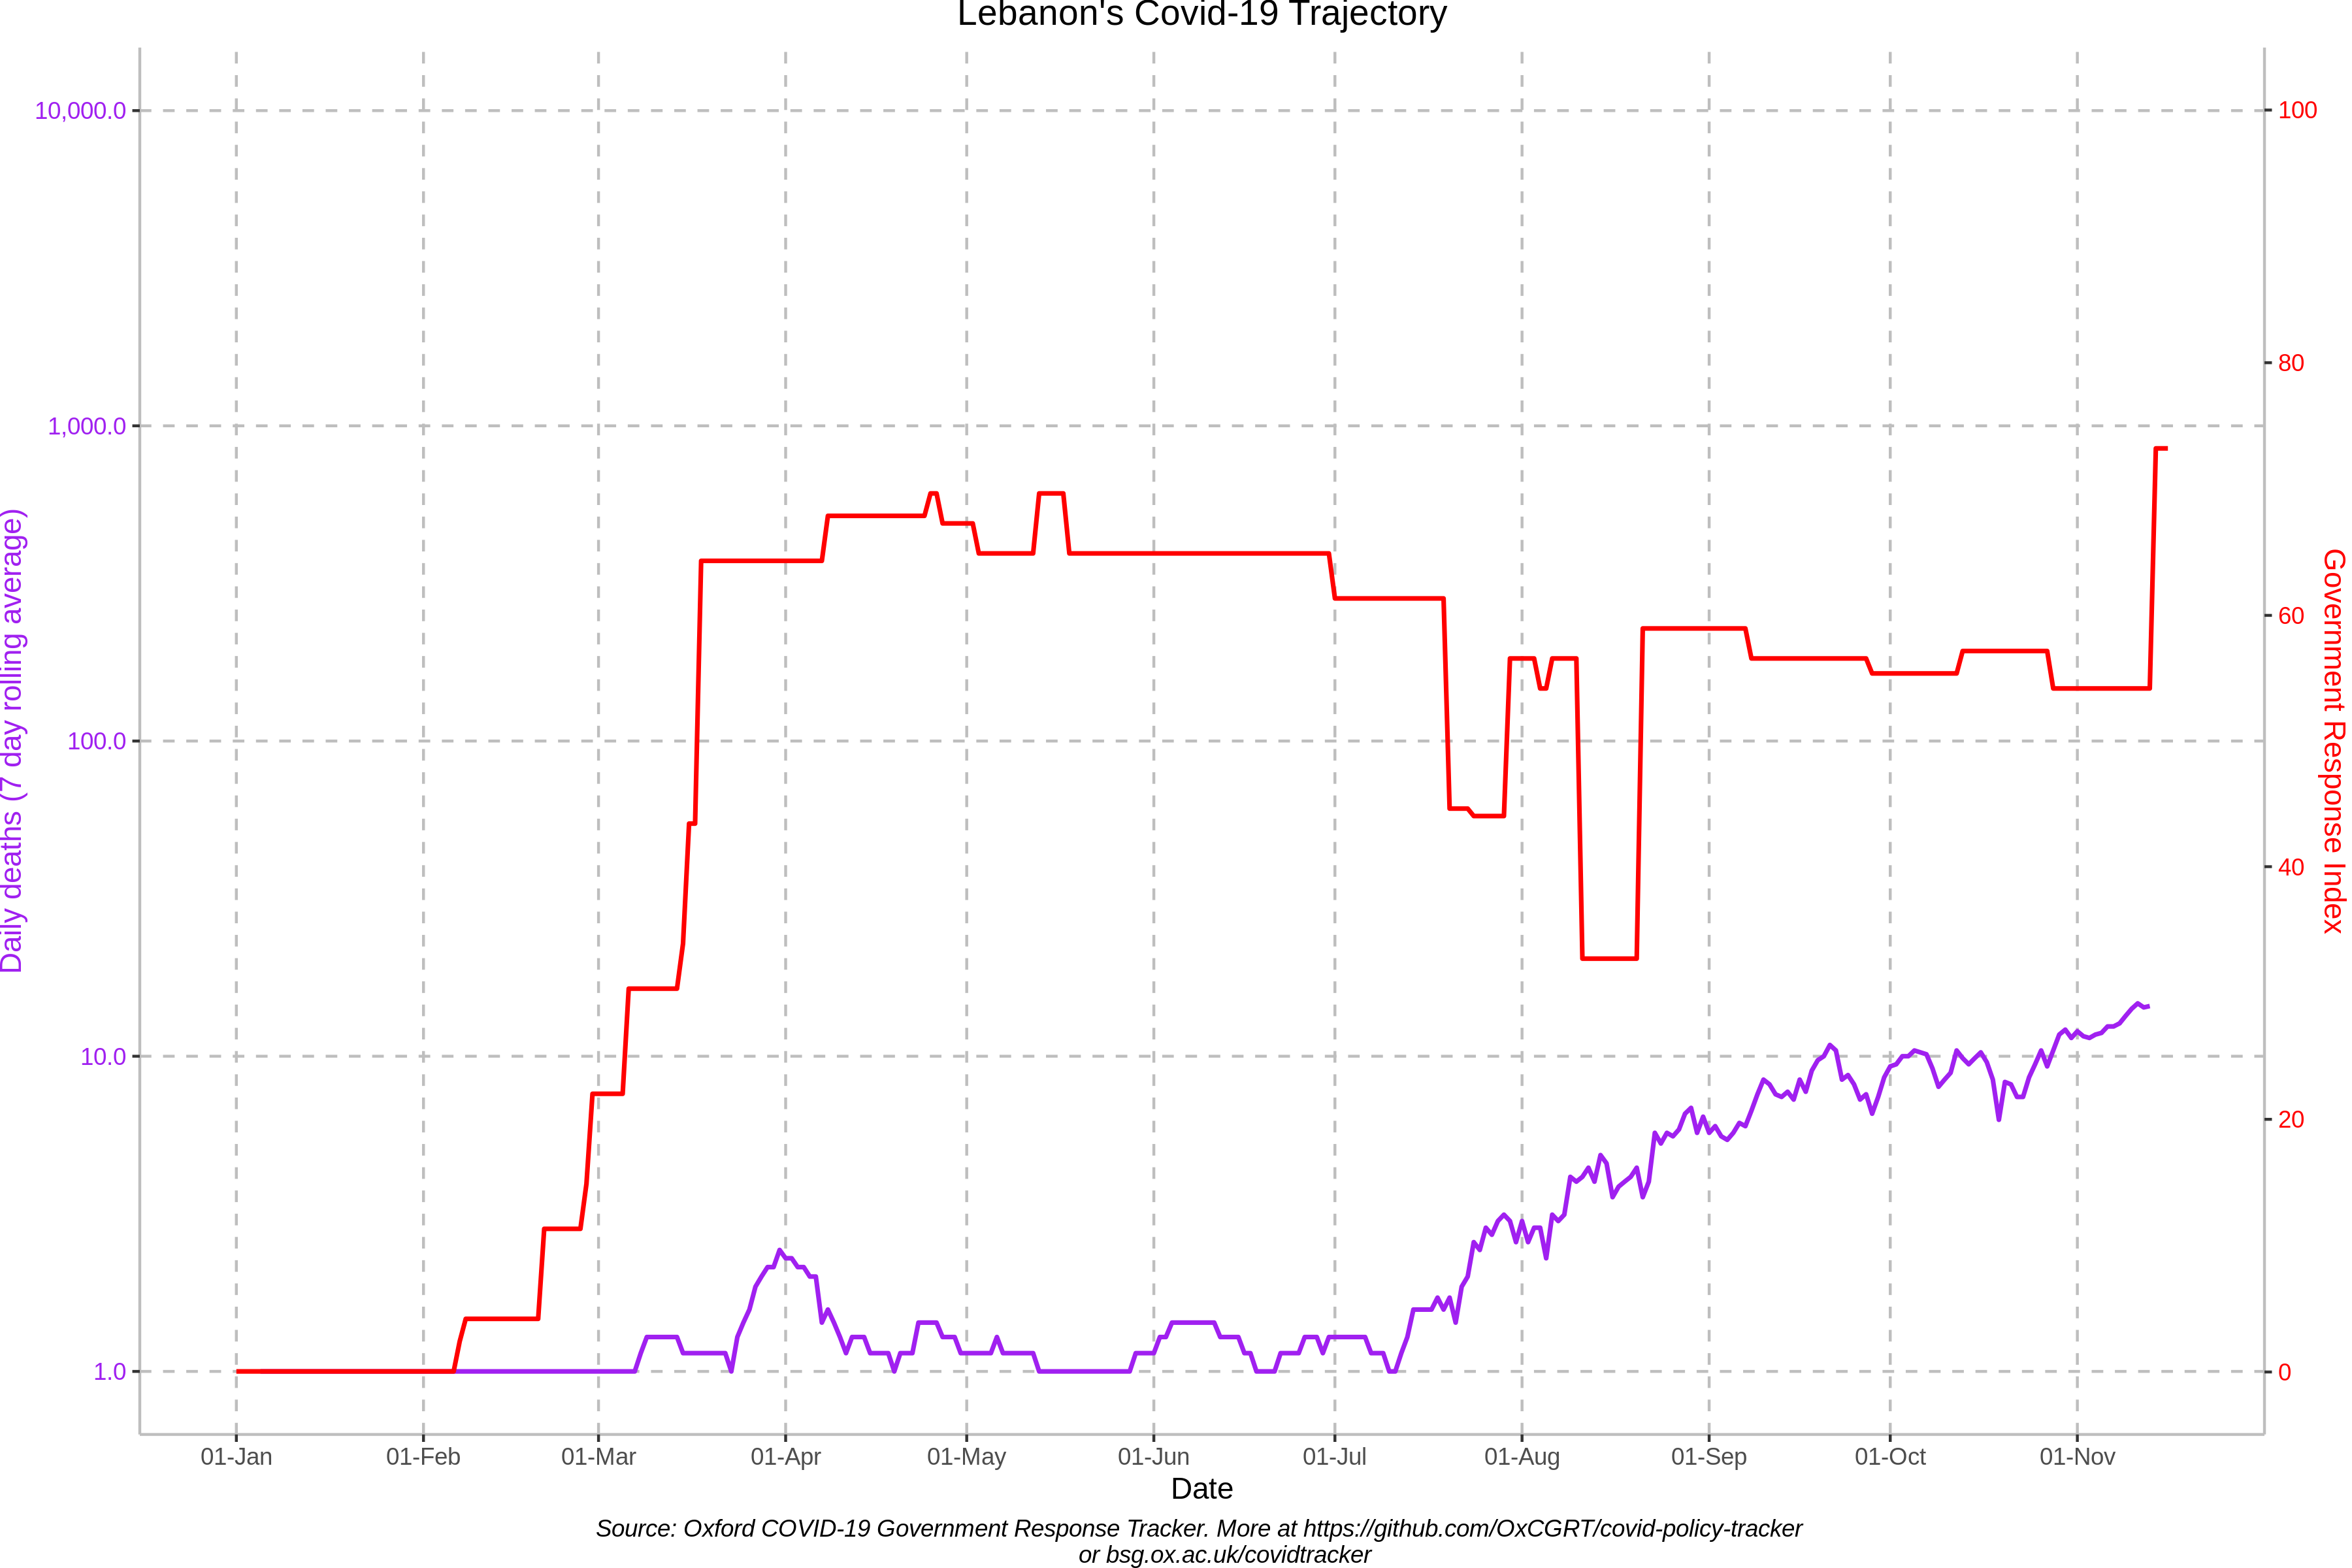 Lebanon's Covid-19 Trajectory
10,000.0
1,000.0
100.0
10.0
1.0
Daily deaths (7 day rolling average)
100
80
60
40
20
0
Government Response Index
01-Jan
01-Feb
01-Mar
01-Apr
01-May
01-Jun
01-Jul
01-Aug
01-Sep
01-Oct
01-Nov
Date
Source: Oxford COVID-19 Government Response Tracker. More at https://github.com/OxCGRT/covid-policy-tracker
or bsg.ox.ac.uk/covidtracker